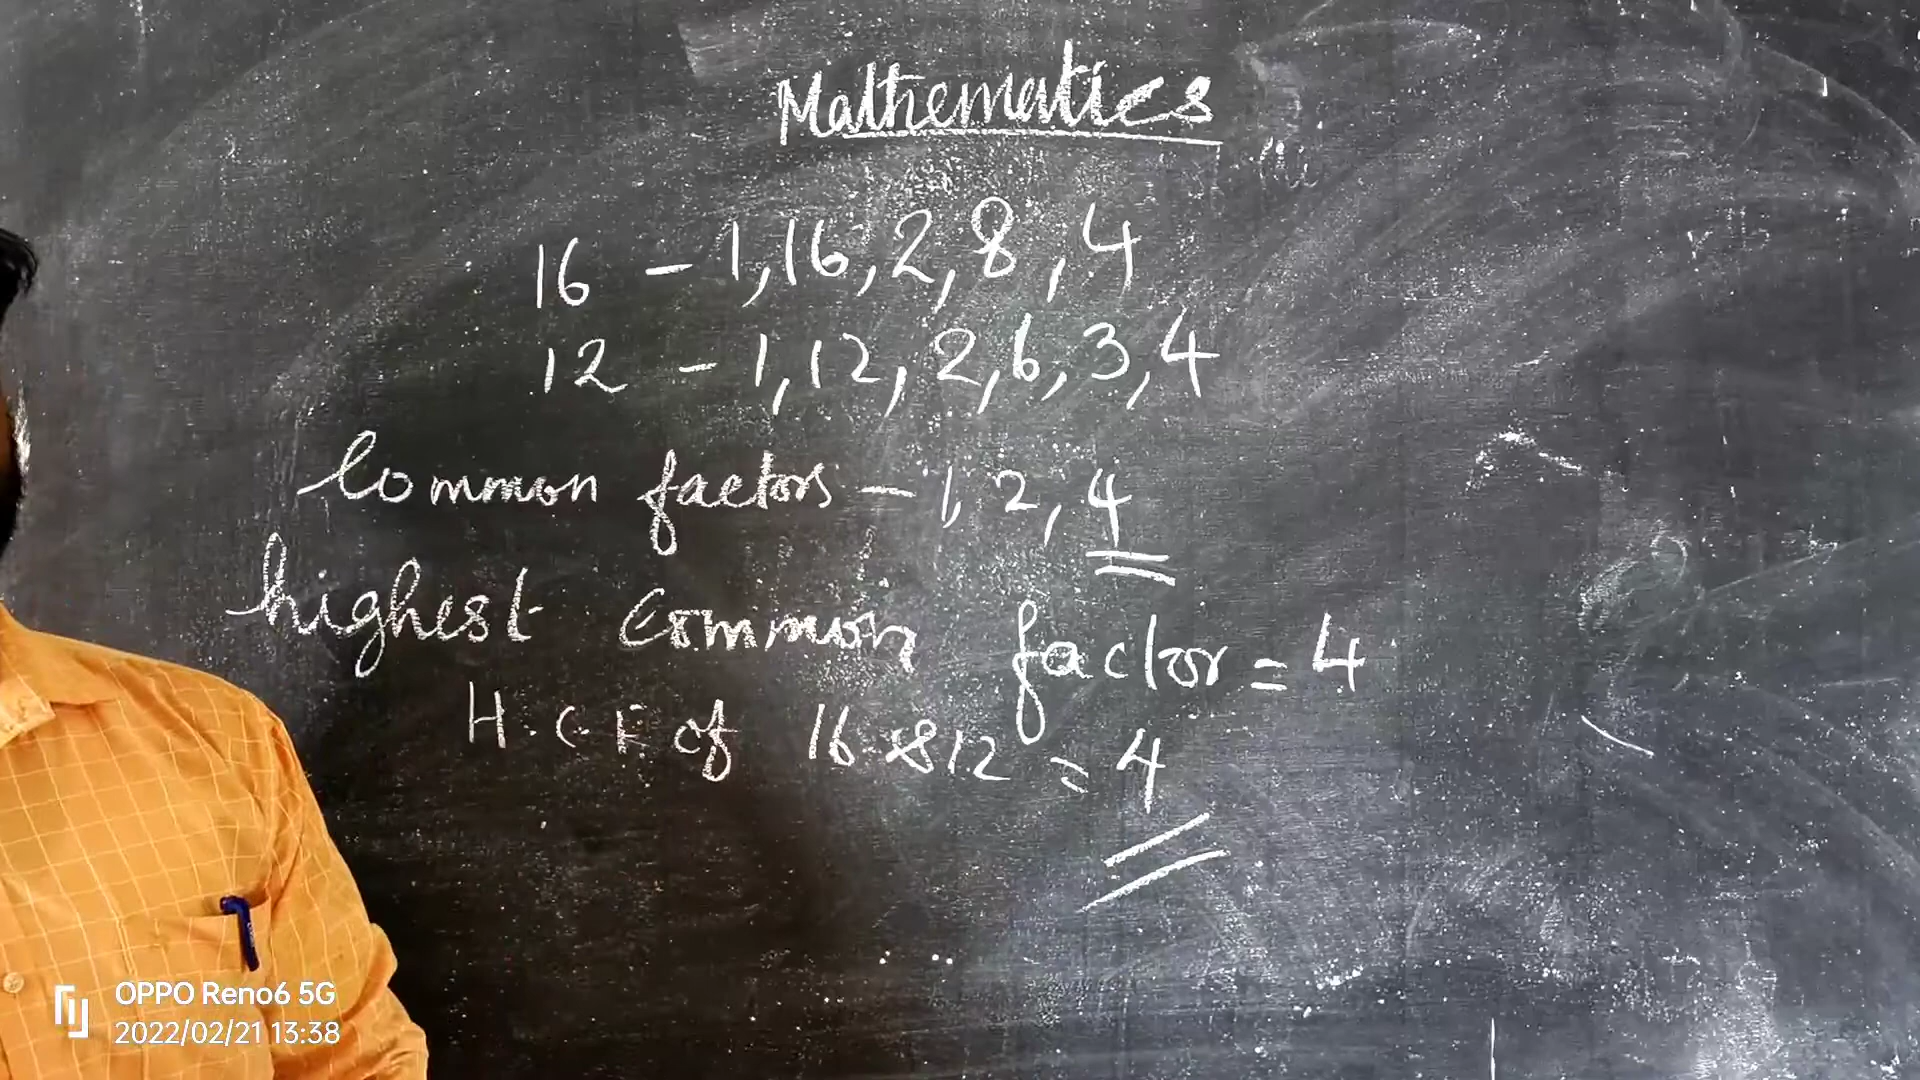 Mathematics
16 - 1, 16, 2, 8, 4
12 - 1, 12, 2, 6, 3, 4
Common factors - 1, 2, 4
highest common factor = 4
H.C.F of 16 & 12 = 4
OPPO Reno6 5G
2022/02/21 13:38